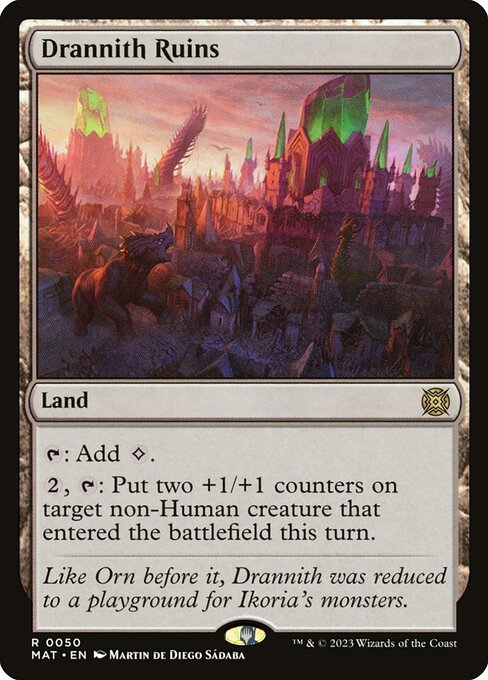 Drannith Ruins
Land
: Add .
2, : Put two +1/+1 counters on
target non-Human creature that
entered the battlefield this turn.
Like Orn before it, Drannith was reduced
to a playground for Ikoria's monsters.
R 0050
MAT • EN Martin de Diego Sádaba
™ & © 2023 Wizards of the Coast